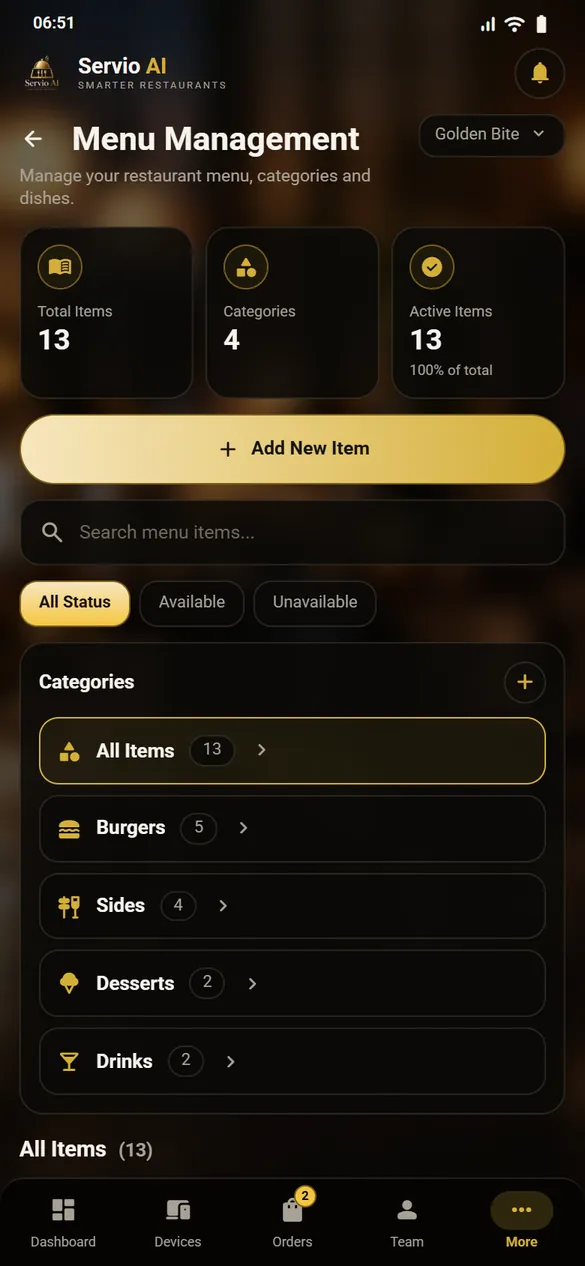 06:51
Servio AI
Servio AI
SMARTER RESTAURANTS
Menu Management
Golden Bite
Manage your restaurant menu, categories and
dishes.
Total Items
13
Categories
4
Active Items
13
100% of total
+ Add New Item
Search menu items...
All Status
Available
Unavailable
Categories
+
All Items 13
Burgers 5
Sides 4
Desserts 2
Drinks 2
All Items (13)
2
Dashboard
Devices
Orders
Team
More